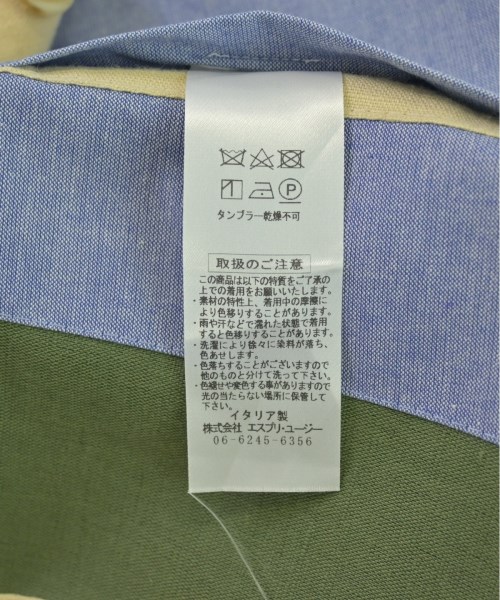 P
タンブラー乾燥不可
取扱のご注意
この商品は以下の特質をご了承の
上での着用をお願いいたします。
・素材の特性上、着用中の摩擦に
より色移りすることがあります。
・雨や汗などで濡れた状態で着用
すると色移りすることがあります。
・洗濯により徐々に染料が落ち、
色あせします。
・色落ちすることがございますので
他のものと分けて洗って下さい。
・色褪せや変色する事がありますので
光の当たらない場所に保管して
下さい。
イタリア製
株式会社 エスプリ・ユージー
06-6245-6356